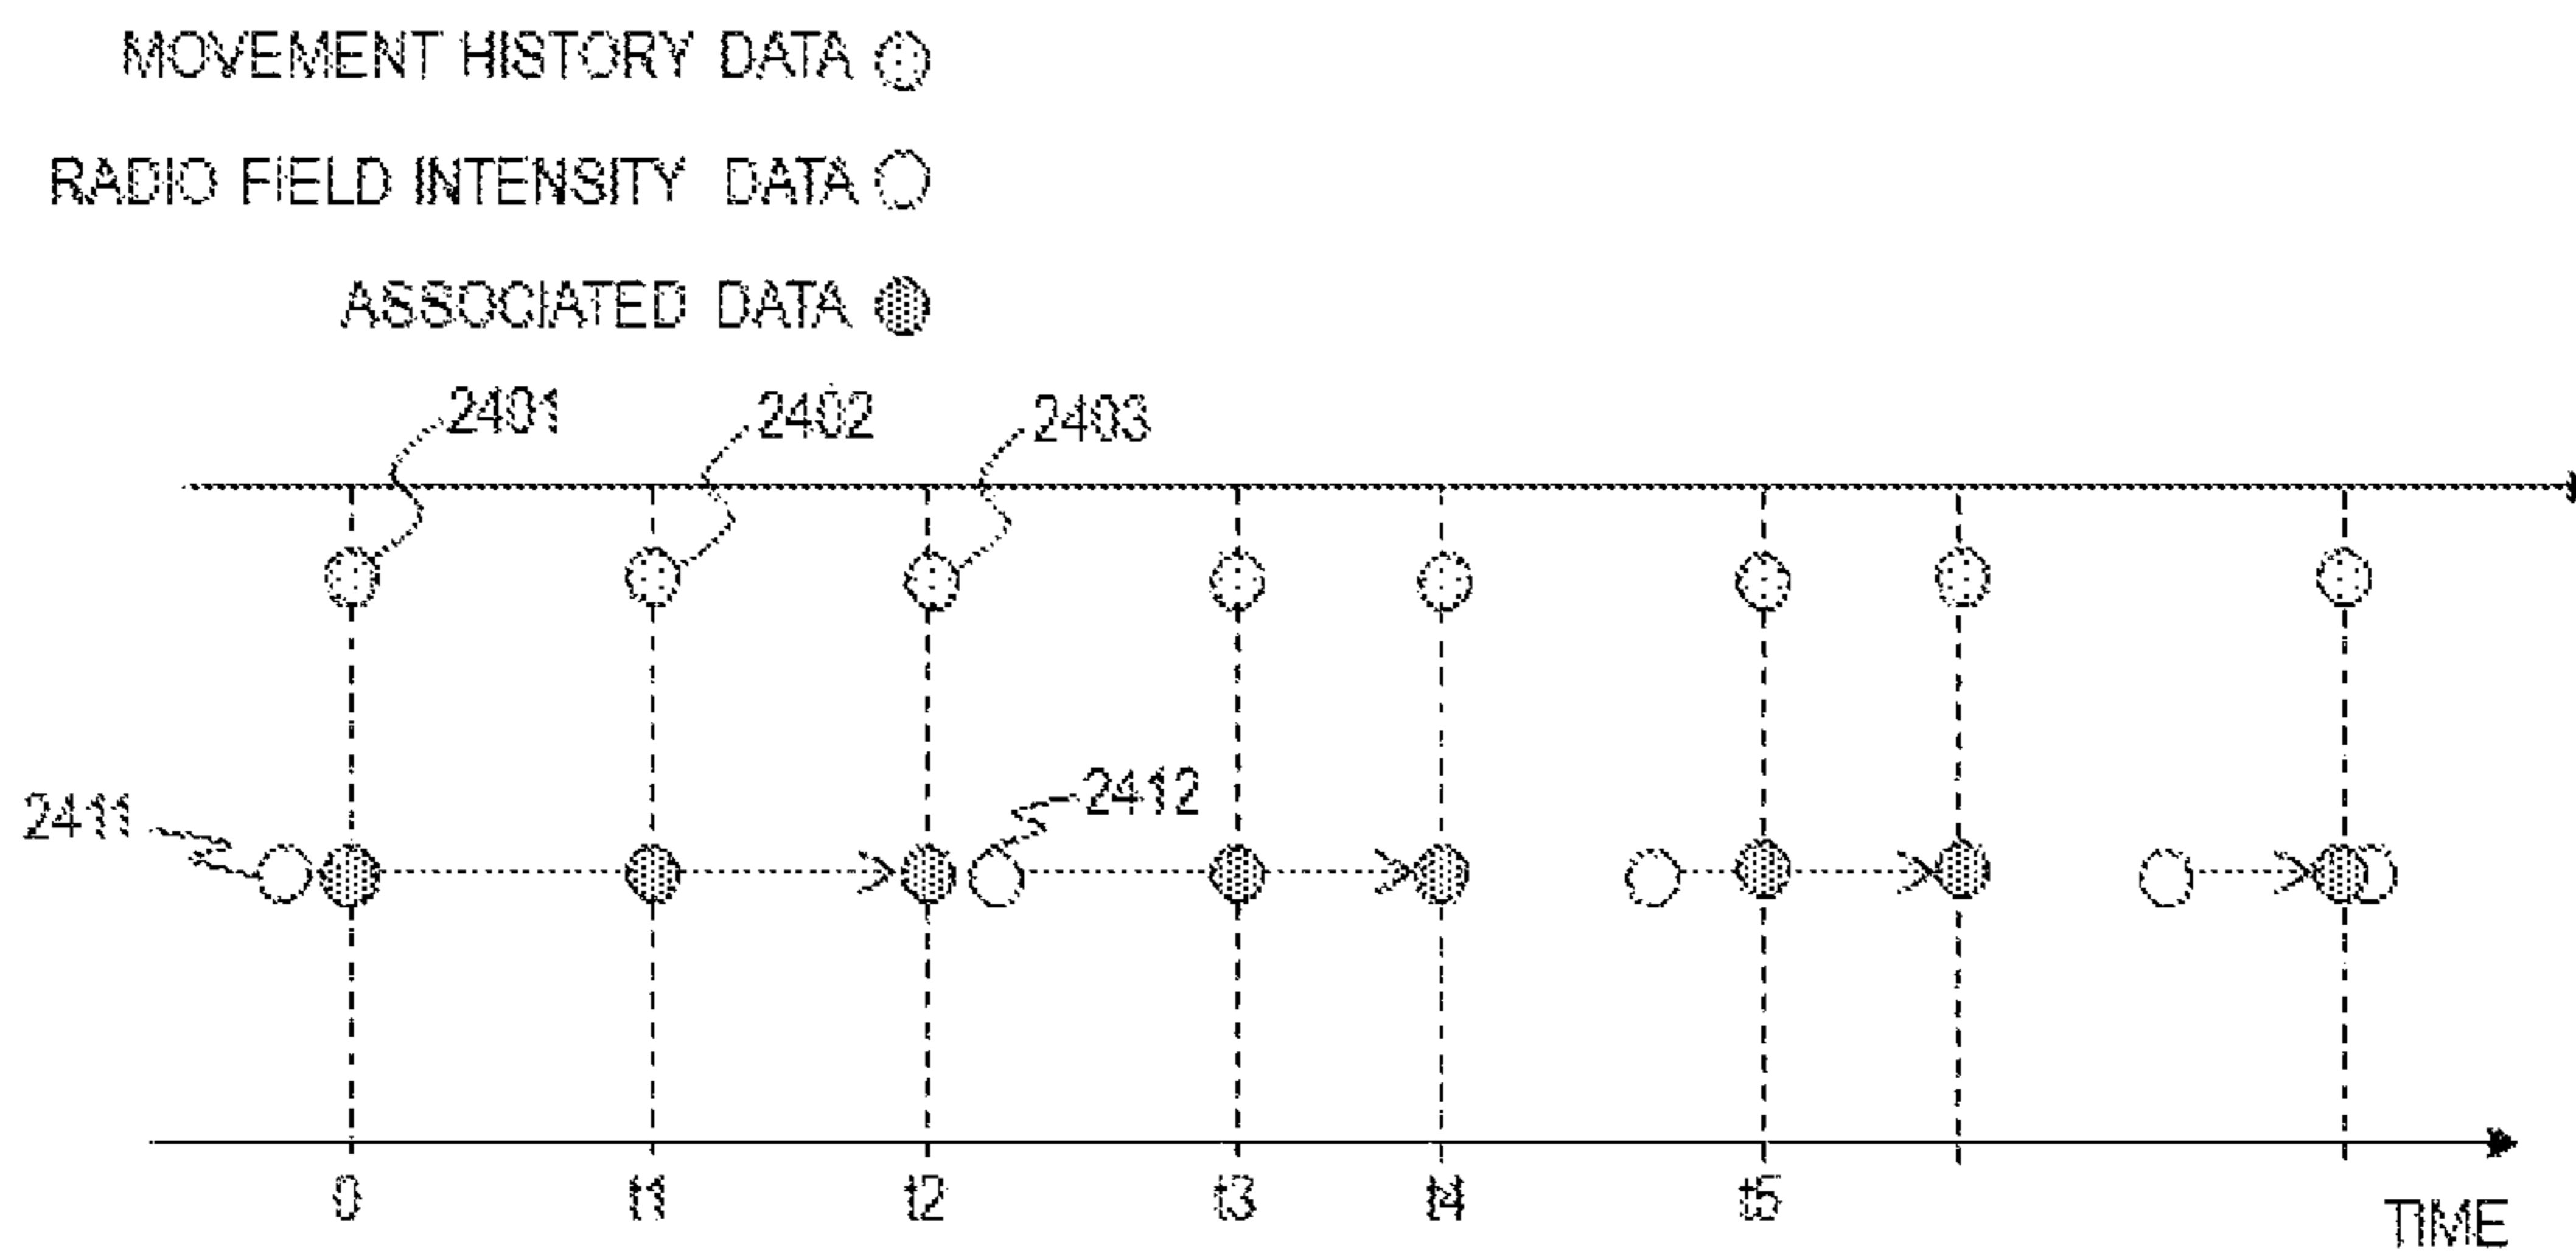 MOVEMENT HISTORY DATA
RADIO FIELD INTENSITY DATA
ASSOCIATED DATA
2401 2402 2403
2411 2412
0 t1 t2 t3 t4 t5
TIME